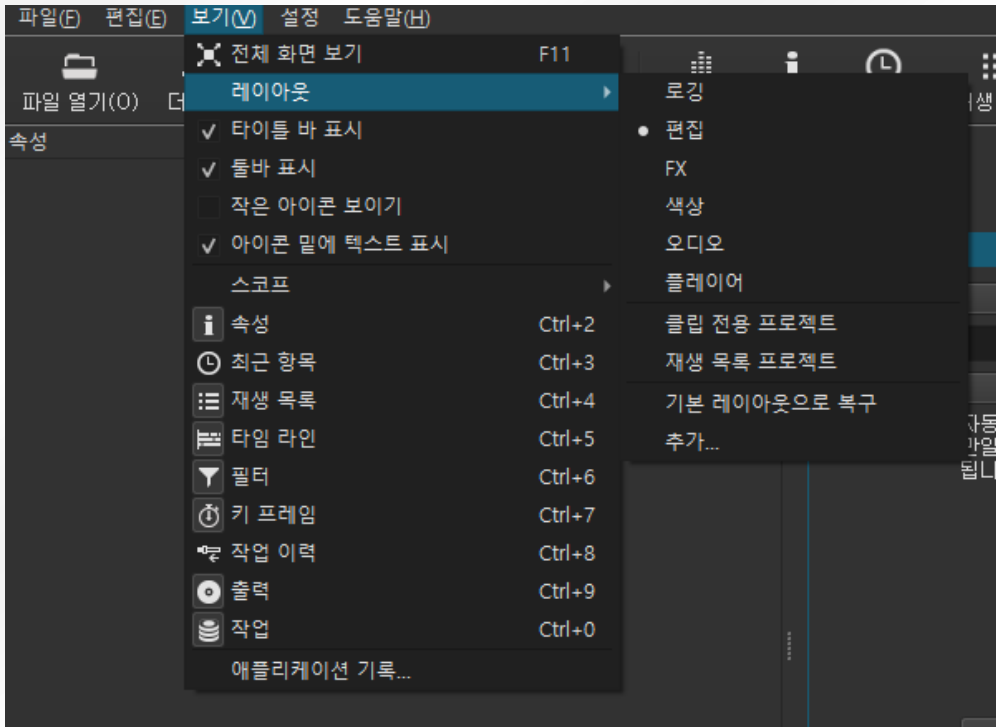 파일(F) 편집(E) 보기(V) 설정 도움말(H)
파일 열기(O)
속성
전체 화면 보기 F11
레이아웃
타이틀 바 표시
툴바 표시
작은 아이콘 보이기
아이콘 밑에 텍스트 표시
스코프
속성 Ctrl+2
최근 항목 Ctrl+3
재생 목록 Ctrl+4
타임 라인 Ctrl+5
필터 Ctrl+6
키 프레임 Ctrl+7
작업 이력 Ctrl+8
출력 Ctrl+9
작업 Ctrl+0
애플리케이션 기록...
로깅
편집
FX
색상
오디오
플레이어
클립 전용 프로젝트
재생 목록 프로젝트
기본 레이아웃으로 복구
추가...